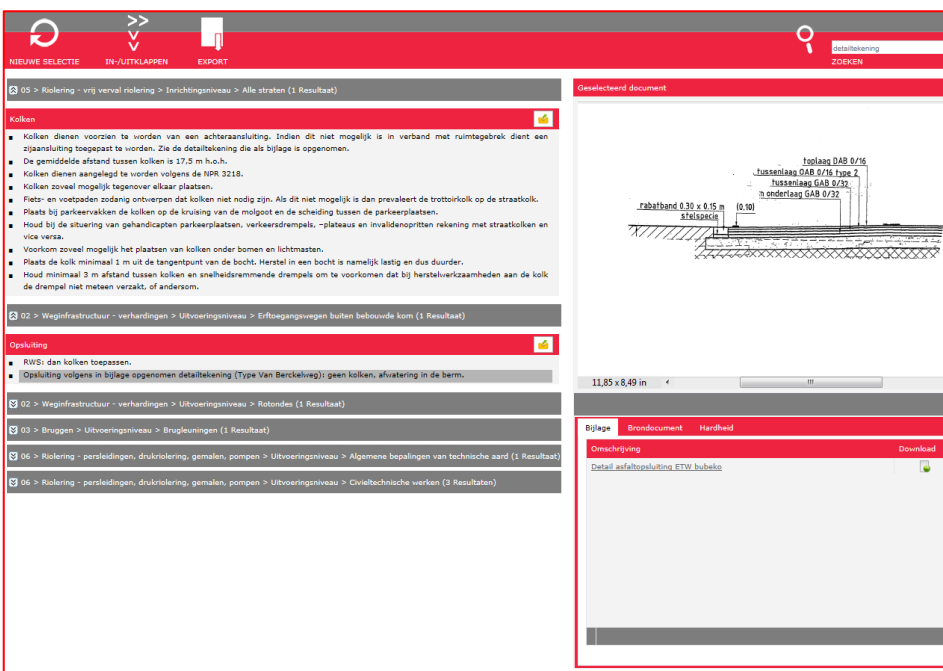 >>
NIEUWE SELECTIE
IN-/UITKLAPPEN
EXPORT
detailtekening
ZOEKEN
05 > Riolering - vrij verval riolering > Inrichtingsniveau > Alle straten (1 Resultaat)
Kolken
Kolken dienen voorzien te worden van een achteraansluiting. Indien dit niet mogelijk is in verband met ruimtegebrek dient een
zijaansluiting toegepast te worden. Zie de detailtekening die als bijlage is opgenomen.
De gemiddelde afstand tussen kolken is 17,5 m h.o.h.
Kolken dienen aangelegd te worden volgens de NPR 3218.
Kolken zoveel mogelijk tegenover elkaar plaatsen.
Fiets- en voetpaden zodanig ontwerpen dat kolken niet nodig zijn. Als dit niet mogelijk is dan prevaleert de trottoirkolk op de straatkolk.
Plaats bij parkeervakken de kolken op de kruising van de molgoot en de scheiding tussen de parkeerplaatsen.
Houd bij de situering van gehandicapten parkeerplaatsen, verkeersdrempels, –plateaus en invalidenopritten rekening met straatkolken en
vice versa.
Voorkom zoveel mogelijk het plaatsen van kolken onder bomen en lichtmasten.
Plaats de kolk minimaal 1 m uit de tangentpunt van de bocht. Herstel in een bocht is namelijk lastig en dus duurder.
Houd minimaal 3 m afstand tussen kolken en snelheidsremmende drempels om te voorkomen dat bij herstelwerkzaamheden aan de kolk
de drempel niet meteen verzakt, of andersom.
02 > Weginfrastructuur - verhardingen > Uitvoeringsniveau > Erftoegangswegen buiten bebouwde kom (1 Resultaat)
Opsluiting
RWS: dan kolken toepassen.
Opsluiting volgens in bijlage opgenomen detailtekening (Type Van Berckelweg): geen kolken, afwatering in de berm.
02 > Weginfrastructuur - verhardingen > Uitvoeringsniveau > Rotondes (1 Resultaat)
03 > Bruggen > Uitvoeringsniveau > Brugleuningen (1 Resultaat)
06 > Riolering - persleidingen, drukriolering, gemalen, pompen > Uitvoeringsniveau > Algemene bepalingen van technische aard (1 Resultaat)
06 > Riolering - persleidingen, drukriolering, gemalen, pompen > Uitvoeringsniveau > Civieltechnische werken (3 Resultaten)
Geselecteerd document
toplaag DAB 0/16
tussenlaag OAB 0/16 type 2
tussenlaag GAB 0/32
onderlaag GAB 0/32
rabatband 0.30 x 0.15 m (0.10)
stelspecie
11,85 x 8,49 in
Bijlage Brondocument Hardheid
Omschrijving Download
Detail asfaltopsluiting ETW bubeko